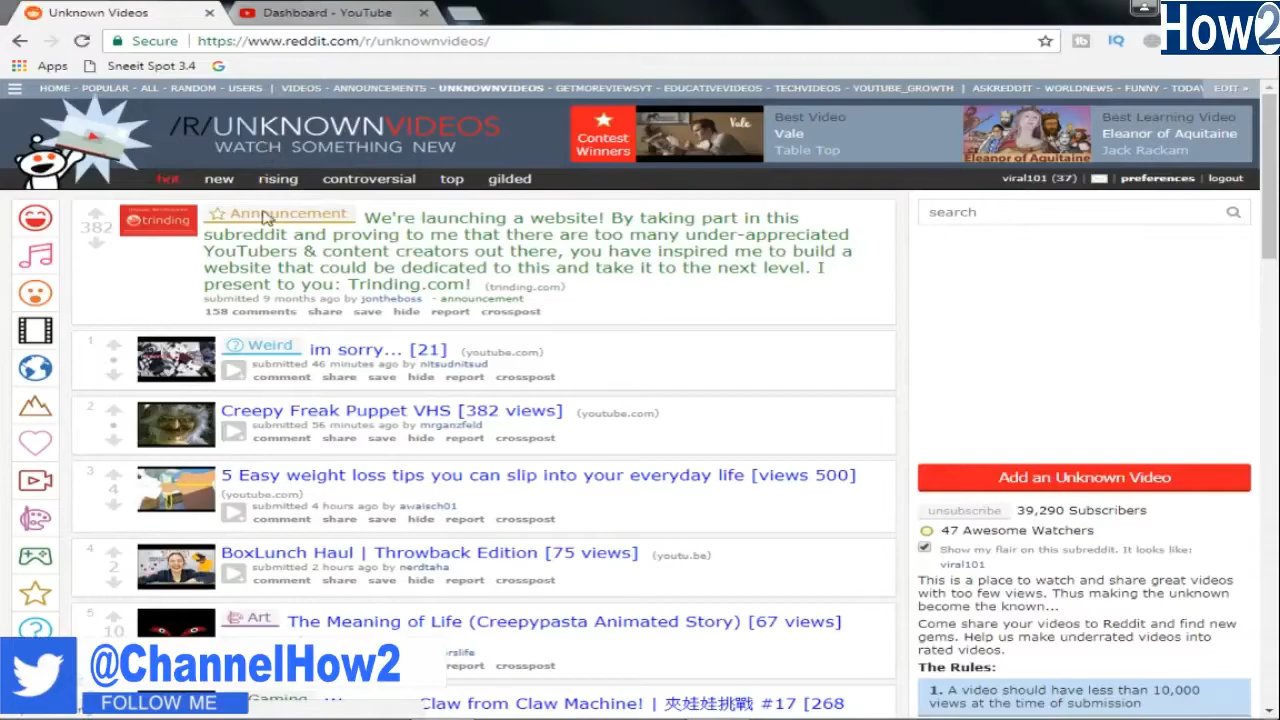 Unknown Videos
Dashboard - YouTube
How2
Secure
https://www.reddit.com/r/unknownvideos/
Apps
Sneeit Spot 3.4
HOME - POPULAR - ALL - RANDOM - USERS | VIDEOS - ANNOUNCEMENTS - UNKNOWNVIDEOS - GETMOREVIEWSYT - EDUCATIVEVIDEOS - TECHVIDEOS - YOUTUBE_GROWTH | ASKREDDIT - WORLDNEWS - FUNNY - TODAY EDIT »
/R/UNKNOWNVIDEOS
WATCH SOMETHING NEW
Contest
Winners
Vale
Best Video
Vale
Table Top
Eleanor of Aquitaine
Best Learning Video
Eleanor of Aquitaine
Jack Rackam
hot new rising controversial top gilded
viral101 (37) | preferences | logout
382
trinding
Announcement We're launching a website! By taking part in this
subreddit and proving to me that there are too many under-appreciated
YouTubers & content creators out there, you have inspired me to build a
website that could be dedicated to this and take it to the next level. I
present to you: TrInding.com! (trinding.com)
submitted 9 months ago by jontheboss - announcement
158 comments share save hide report crosspost
1
Weird im sorry... [21] (youtube.com)
submitted 46 minutes ago by nitsudnitsud
comment share save hide report crosspost
2
Creepy Freak Puppet VHS [382 views] (youtube.com)
submitted 56 minutes ago by mrganzfeld
comment share save hide report crosspost
3
4
5 Easy weight loss tips you can slip into your everyday life [views 500]
(youtube.com)
submitted 4 hours ago by awaisch01
comment share save hide report crosspost
4
2
BoxLunch Haul | Throwback Edition [75 views] (youtu.be)
submitted 2 hours ago by nerdtaha
comment share save hide report crosspost
5
10
Art The Meaning of Life (Creepypasta Animated Story) [67 views]
rslife
report crosspost
Gaming
Claw from Claw Machine! | 夾娃娃挑戰 #17 [268
search
Add an Unknown Video
unsubscribe 39,290 Subscribers
47 Awesome Watchers
Show my flair on this subreddit. It looks like:
viral101
This is a place to watch and share great videos
with too few views. Thus making the unknown
become the known...
Come share your videos to Reddit and find new
gems. Help us make underrated videos into
rated videos.
The Rules:
1. A video should have less than 10,000
views at the time of submission
@ChannelHow2
FOLLOW ME